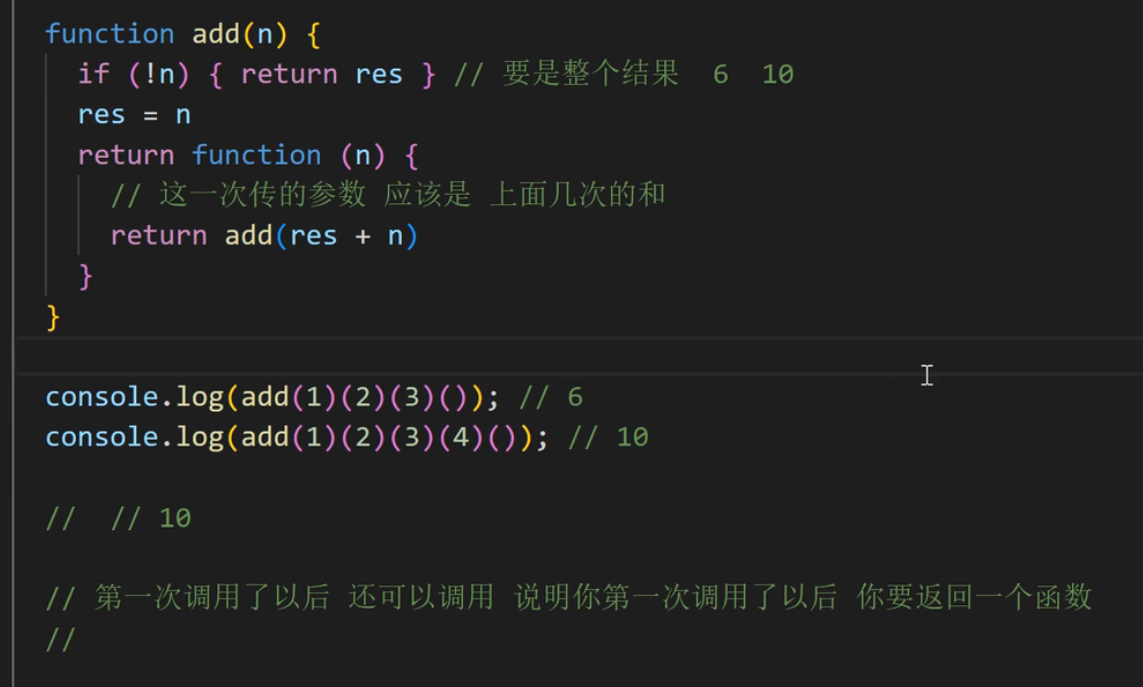 function add(n) {
  if (!n) { return res } // 要是整个结果  6  10
  res = n
  return function (n) {
    // 这一次传的参数 应该是 上面几次的和
    return add(res + n)
  }
}
console.log(add(1)(2)(3)()); // 6
console.log(add(1)(2)(3)(4)()); // 10
//  // 10
// 第一次调用了以后 还可以调用 说明你第一次调用了以后 你要返回一个函数
//